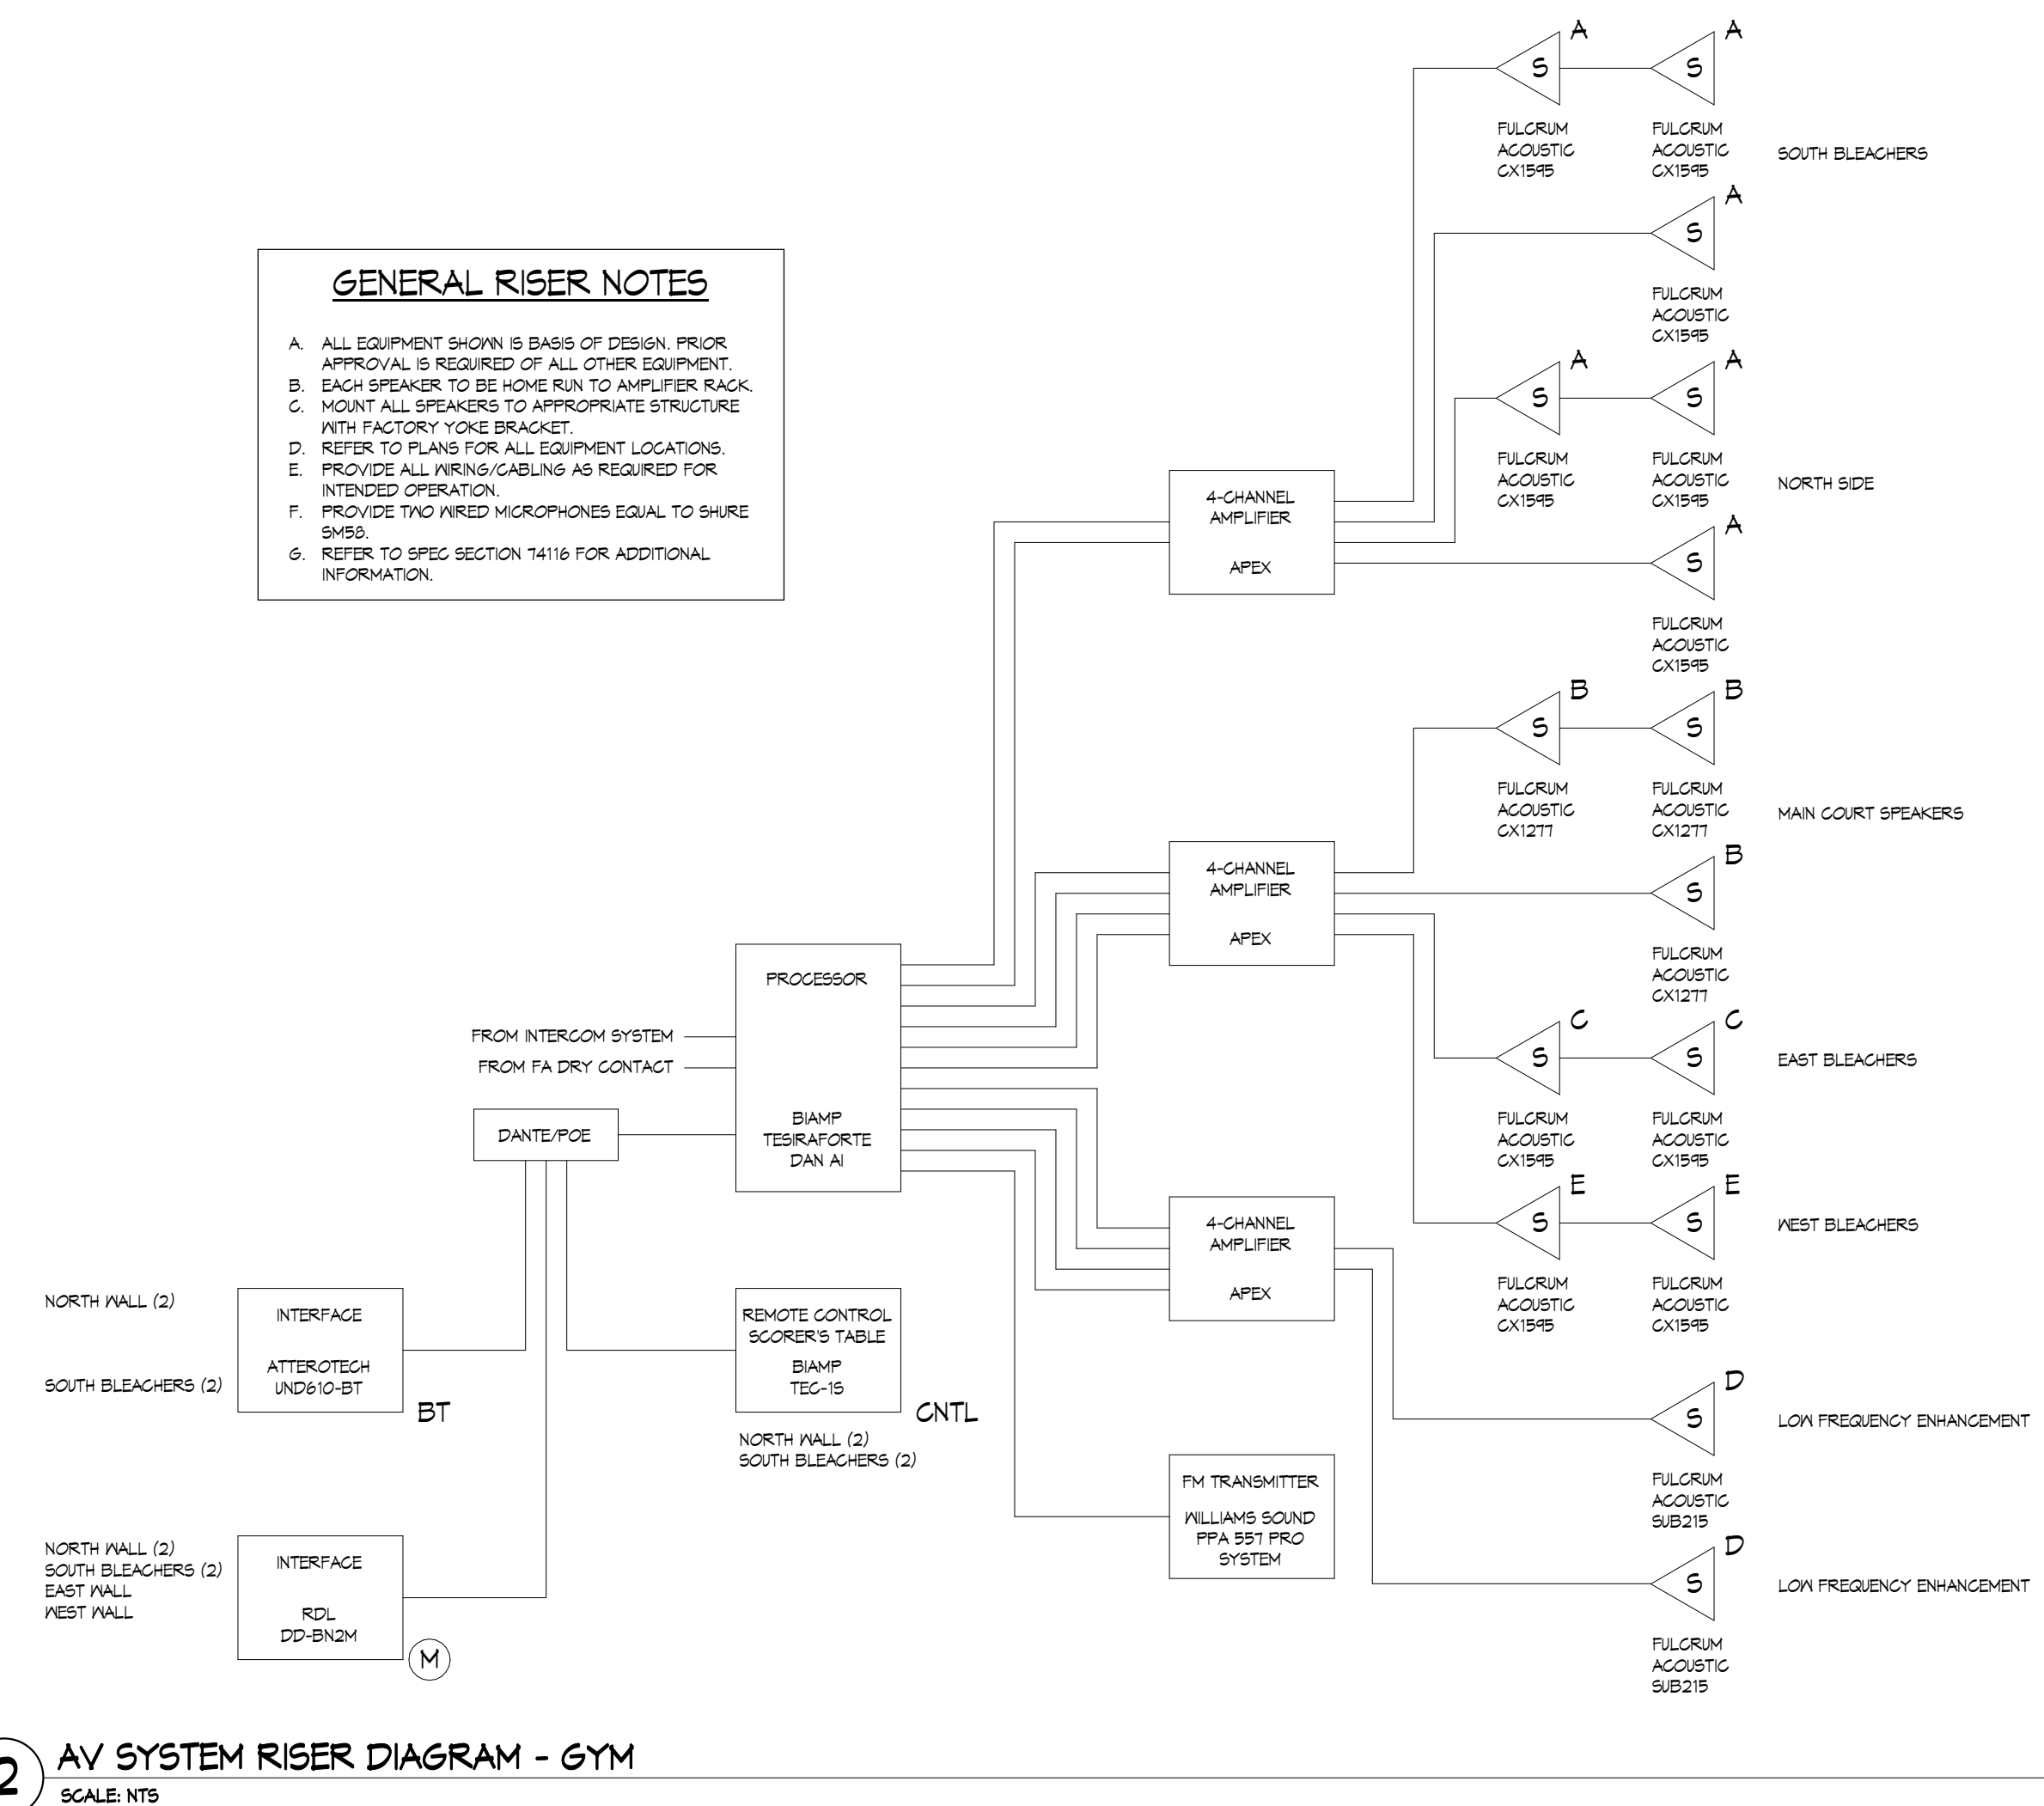 A
A
S
S
FULCRUM
ACOUSTIC
CX1595
FULCRUM
ACOUSTIC
CX1595
SOUTH BLEACHERS
A
S
FULCRUM
ACOUSTIC
CX1595
GENERAL RISER NOTES
A. ALL EQUIPMENT SHOWN IS BASIS OF DESIGN. PRIOR
APPROVAL IS REQUIRED OF ALL OTHER EQUIPMENT.
B. EACH SPEAKER TO BE HOME RUN TO AMPLIFIER RACK.
C. MOUNT ALL SPEAKERS TO APPROPRIATE STRUCTURE
WITH FACTORY YOKE BRACKET.
D. REFER TO PLANS FOR ALL EQUIPMENT LOCATIONS.
E. PROVIDE ALL WIRING/CABLING AS REQUIRED FOR
INTENDED OPERATION.
F. PROVIDE TWO WIRED MICROPHONES EQUAL TO SHURE
SM58.
G. REFER TO SPEC SECTION 74116 FOR ADDITIONAL
INFORMATION.
A
A
S
S
FULCRUM
ACOUSTIC
CX1595
FULCRUM
ACOUSTIC
CX1595
NORTH SIDE
4-CHANNEL
AMPLIFIER
APEX
A
S
FULCRUM
ACOUSTIC
CX1595
B
B
S
S
FULCRUM
ACOUSTIC
CX1277
FULCRUM
ACOUSTIC
CX1277
MAIN COURT SPEAKERS
4-CHANNEL
AMPLIFIER
APEX
B
S
FULCRUM
ACOUSTIC
CX1277
PROCESSOR
BIAMP
TESIRAFORTE
DAN AI
FROM INTERCOM SYSTEM
FROM FA DRY CONTACT
DANTE/POE
C
C
S
S
EAST BLEACHERS
FULCRUM
ACOUSTIC
CX1595
FULCRUM
ACOUSTIC
CX1595
E
E
S
S
WEST BLEACHERS
FULCRUM
ACOUSTIC
CX1595
FULCRUM
ACOUSTIC
CX1595
4-CHANNEL
AMPLIFIER
APEX
NORTH WALL (2)
SOUTH BLEACHERS (2)
INTERFACE
ATTEROTECH
UND610-BT
BT
REMOTE CONTROL
SCORER'S TABLE
BIAMP
TEC-1S
CNTL
NORTH WALL (2)
SOUTH BLEACHERS (2)
D
S
LOW FREQUENCY ENHANCEMENT
FULCRUM
ACOUSTIC
SUB215
FM TRANSMITTER
WILLIAMS SOUND
PPA 557 PRO
SYSTEM
NORTH WALL (2)
SOUTH BLEACHERS (2)
EAST WALL
WEST WALL
INTERFACE
RDL
DD-BN2M
M
D
S
LOW FREQUENCY ENHANCEMENT
FULCRUM
ACOUSTIC
SUB215
2
AV SYSTEM RISER DIAGRAM - GYM
SCALE: NTS